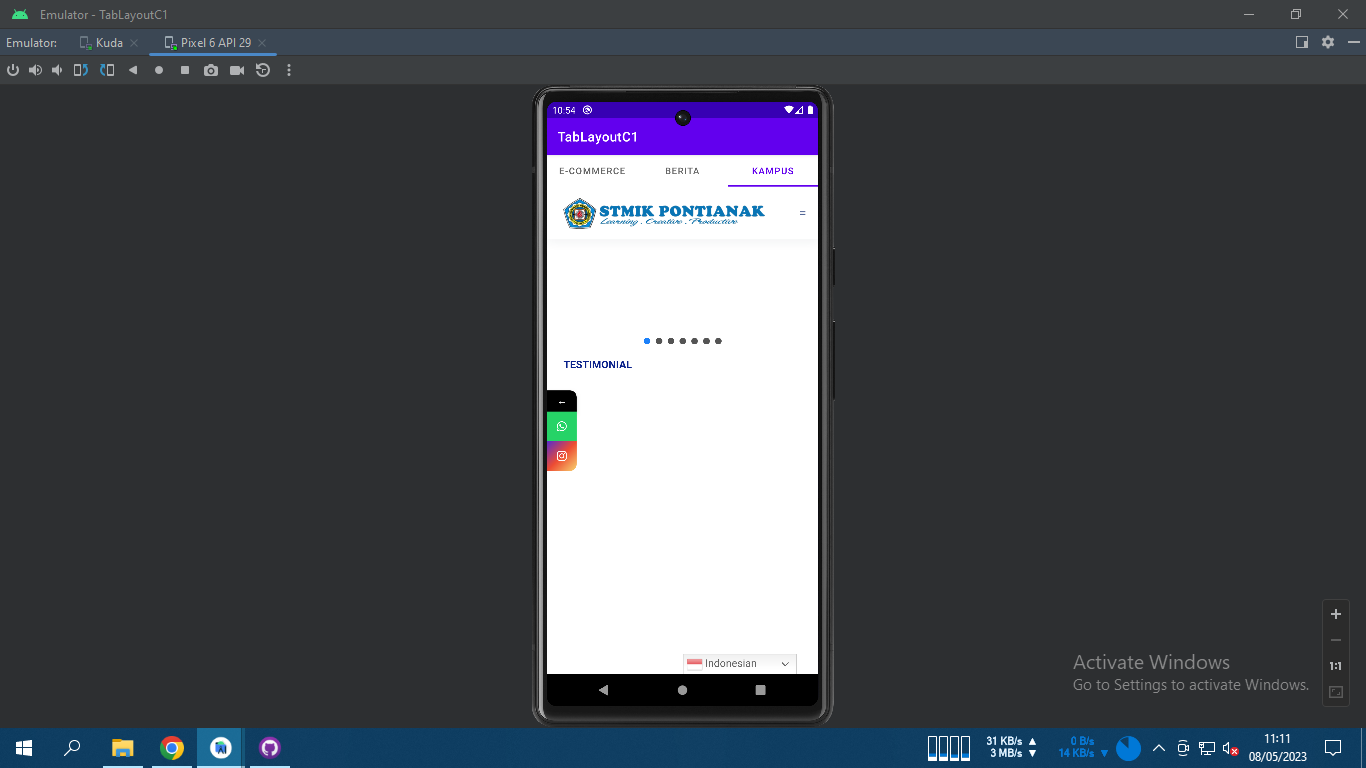 Emulator - TabLayoutC1
Emulator: Kuda Pixel 6 API 29
10:54
TabLayoutC1
E-COMMERCE BERITA KAMPUS
STMIK PONTIANAK
Learning . Creative . Productive
TESTIMONIAL
Indonesian
1:1
Activate Windows
Go to Settings to activate Windows.
31 KB/s 0 B/s 11:11
3 MB/s 14 KB/s 08/05/2023